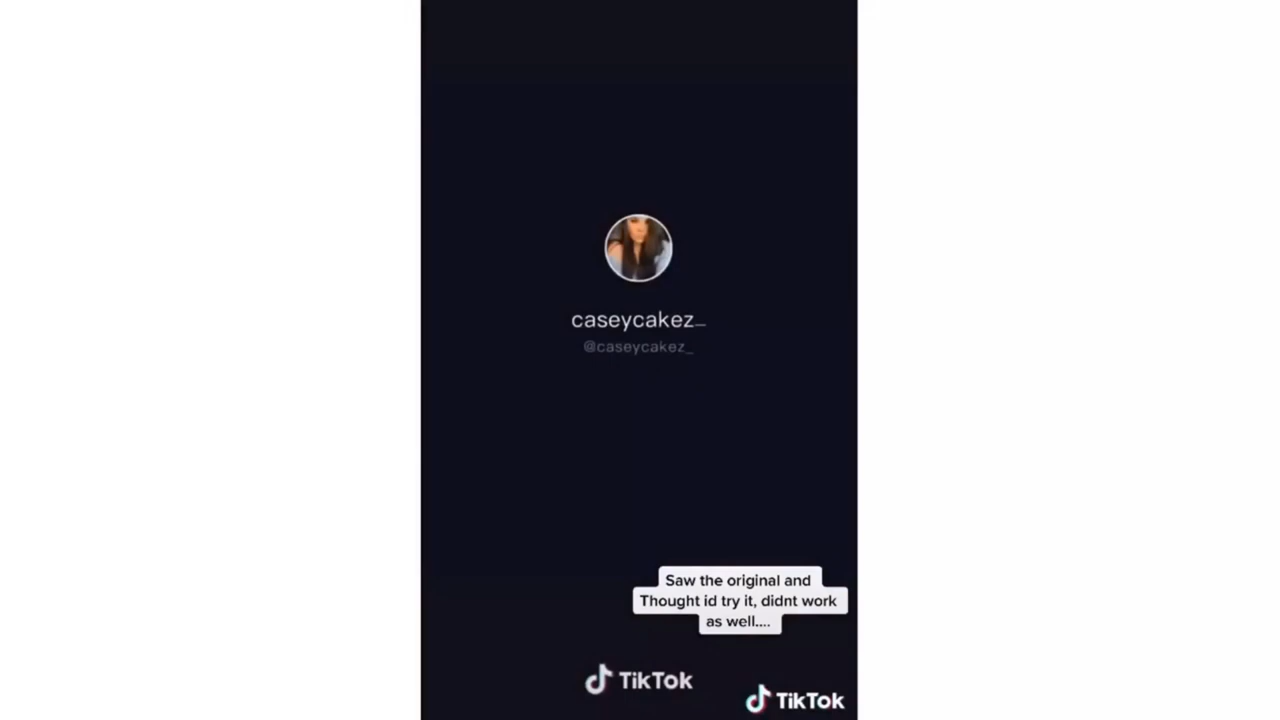 caseycakez_
@caseycakez_
Saw the original and
Thought id try it, didnt work
as well....
TikTok
TikTok